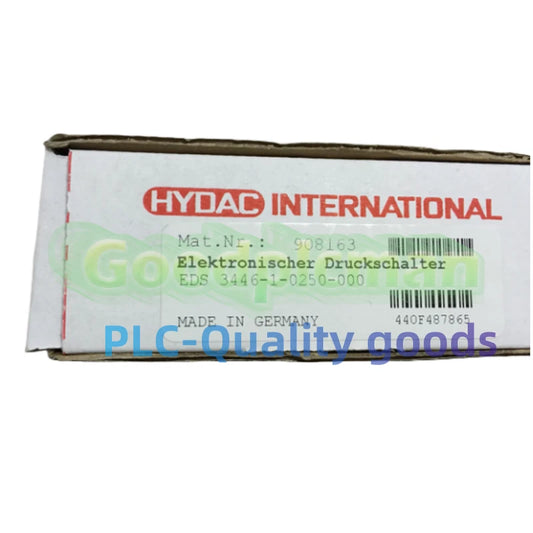 HYDAC INTERNATIONAL
Mat.Nr.: 908163
Elektronischer Druckschalter
EDS 3446-1-0250-000
MADE IN GERMANY 440F487865
PLC-Quality goods